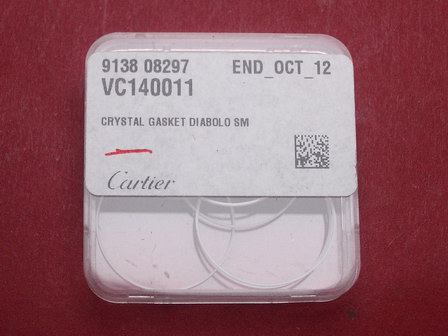 9138 08297 END_OCT_12
VC140011
CRYSTAL GASKET DIABOLO SM
Cartier